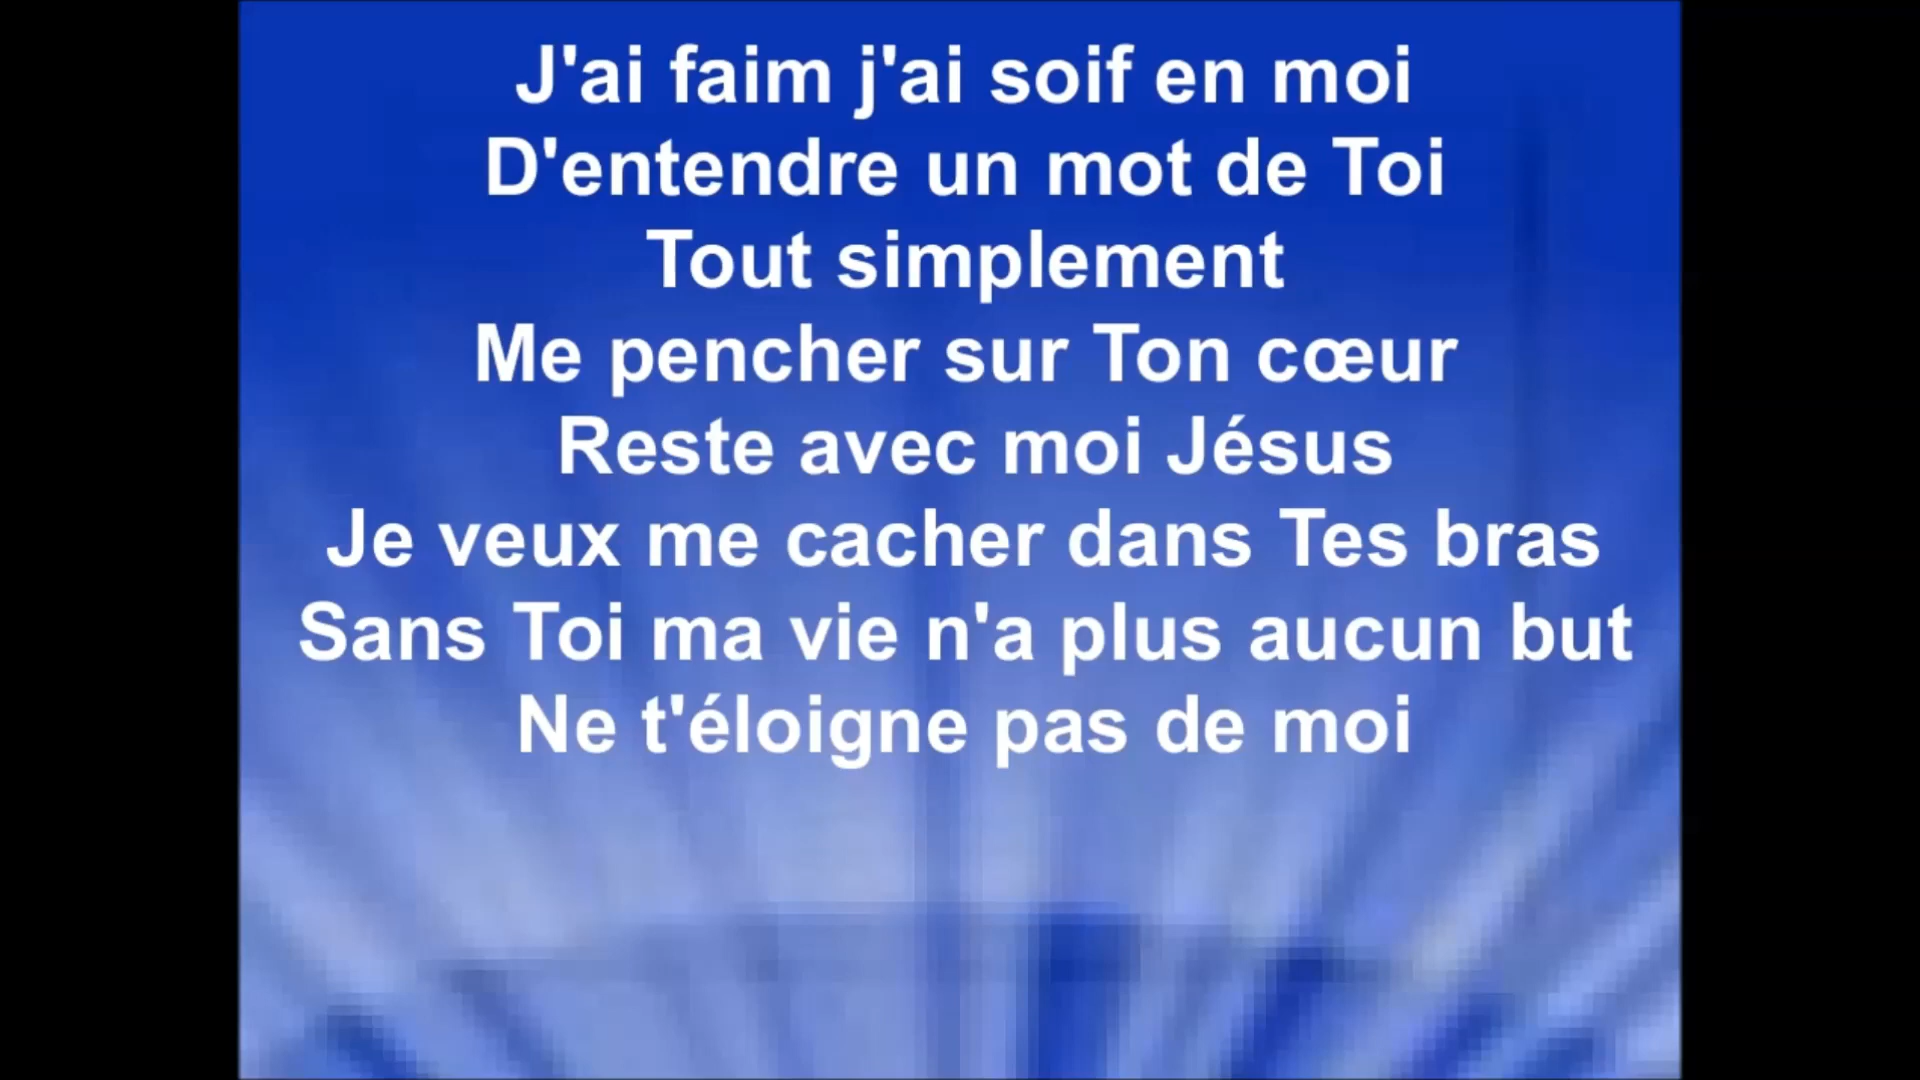 J'ai faim j'ai soif en moi
D'entendre un mot de Toi
Tout simplement
Me pencher sur Ton cœur
Reste avec moi Jésus
Je veux me cacher dans Tes bras
Sans Toi ma vie n'a plus aucun but
Ne t'éloigne pas de moi